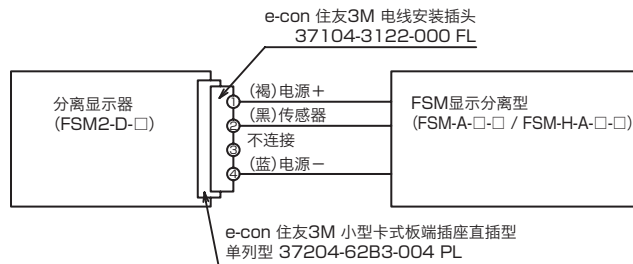 e-con 住友3M 电线安装插头
37104-3122-000 FL
分离显示器
(FSM2-D-□)
① (褐)电源+
② (黑)传感器
③ 不连接
④ (蓝)电源-
FSM显示分离型
(FSM-A-□-□ / FSM-H-A-□-□)
e-con 住友3M 小型卡式板端插座直插型
单列型 37204-62B3-004 PL